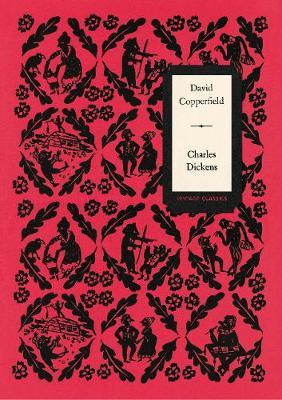 David
Copperfield
Charles
Dickens
VINTAGE CLASSICS